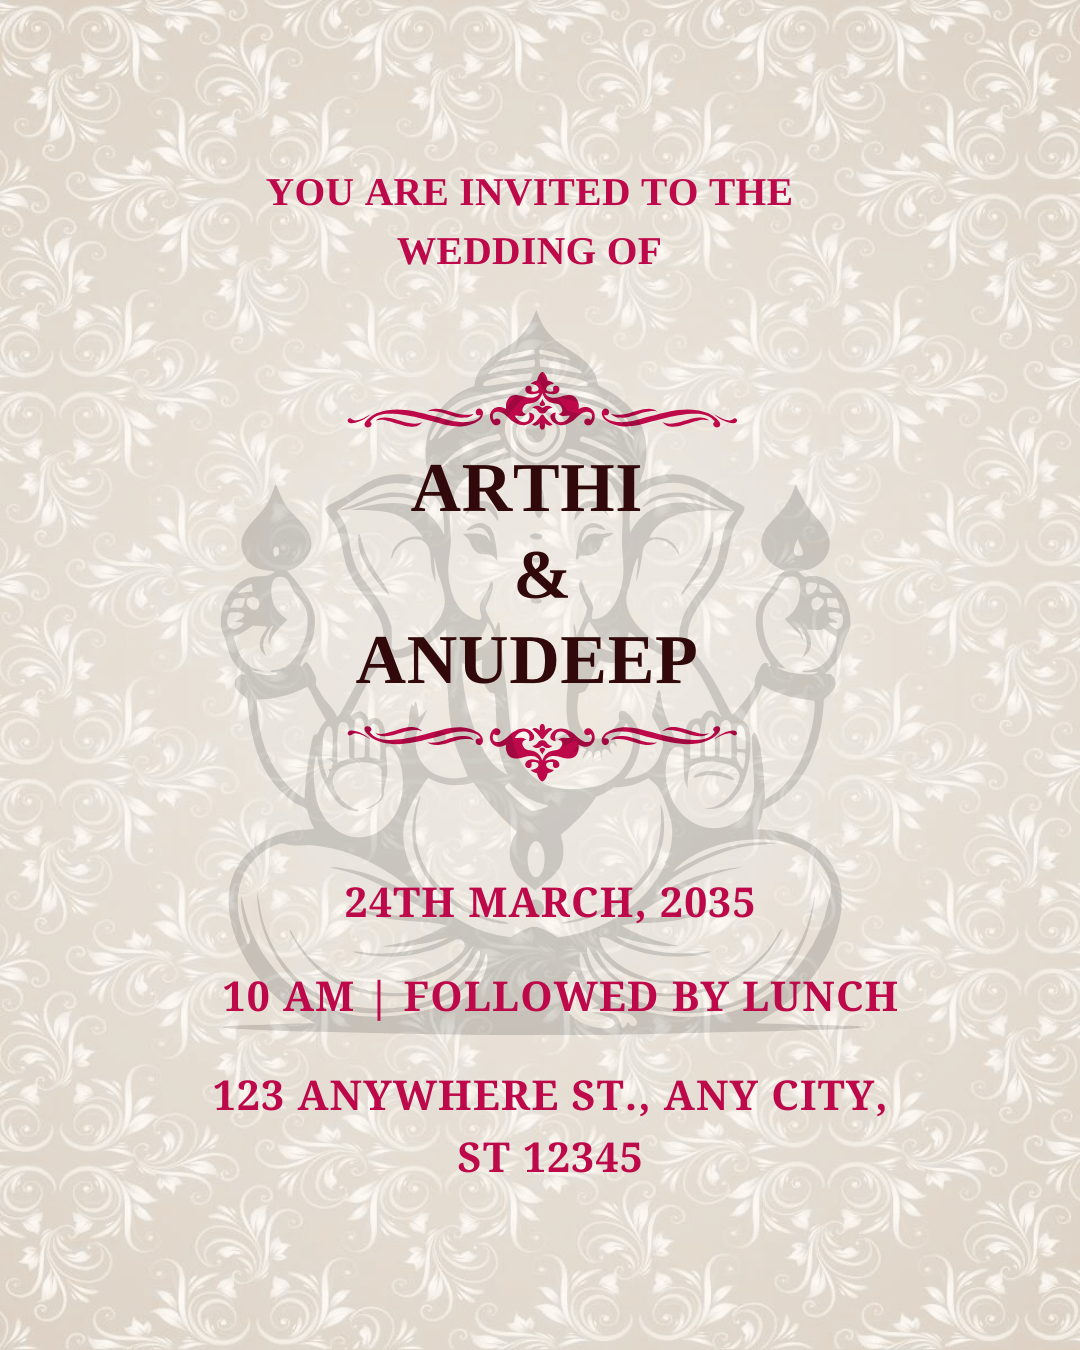 YOU ARE INVITED TO THE
WEDDING OF
ARTHI
&
ANUDEEP
24TH MARCH, 2035
10 AM | FOLLOWED BY LUNCH
123 ANYWHERE ST., ANY CITY,
ST 12345